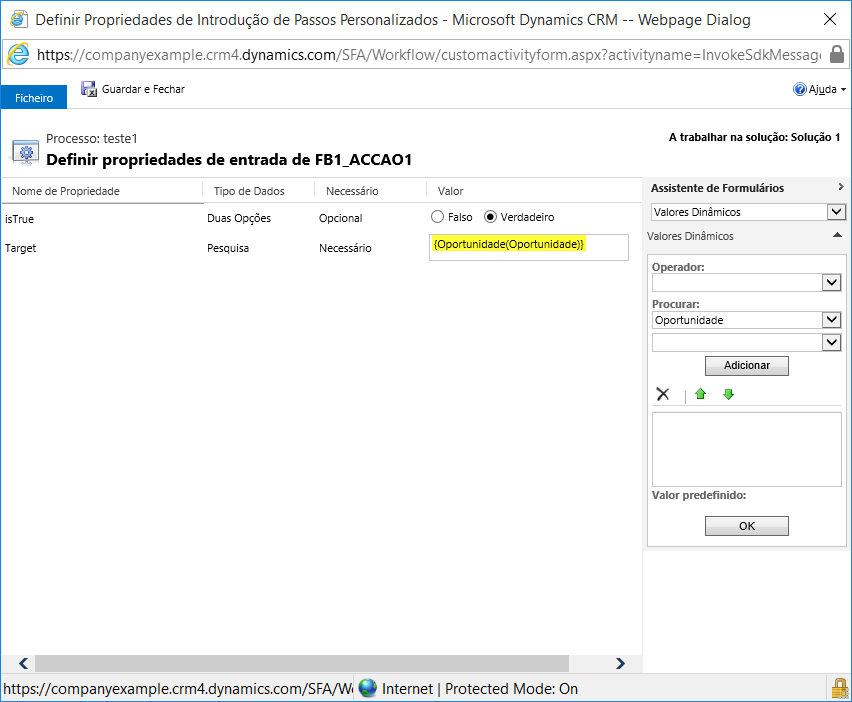 Definir Propriedades de Introdução de Passos Personalizados - Microsoft Dynamics CRM -- Webpage Dialog
https://companyexample.crm4.dynamics.com/SFA/Workflow/customactivityform.aspx?activityname=InvokeSdkMessag
Ficheiro
Guardar e Fechar
Ajuda
Processo: teste1
Definir propriedades de entrada de FB1_ACCAO1
A trabalhar na solução: Solução 1
Nome de Propriedade Tipo de Dados Necessário Valor
isTrue Duas Opções Opcional Falso Verdadeiro
Target Pesquisa Necessário {Oportunidade(Oportunidade)}
Assistente de Formulários
Valores Dinâmicos
Valores Dinâmicos
Operador:
Procurar:
Oportunidade
Adicionar
Valor predefinido:
OK
https://companyexample.crm4.dynamics.com/SFA/W Internet | Protected Mode: On